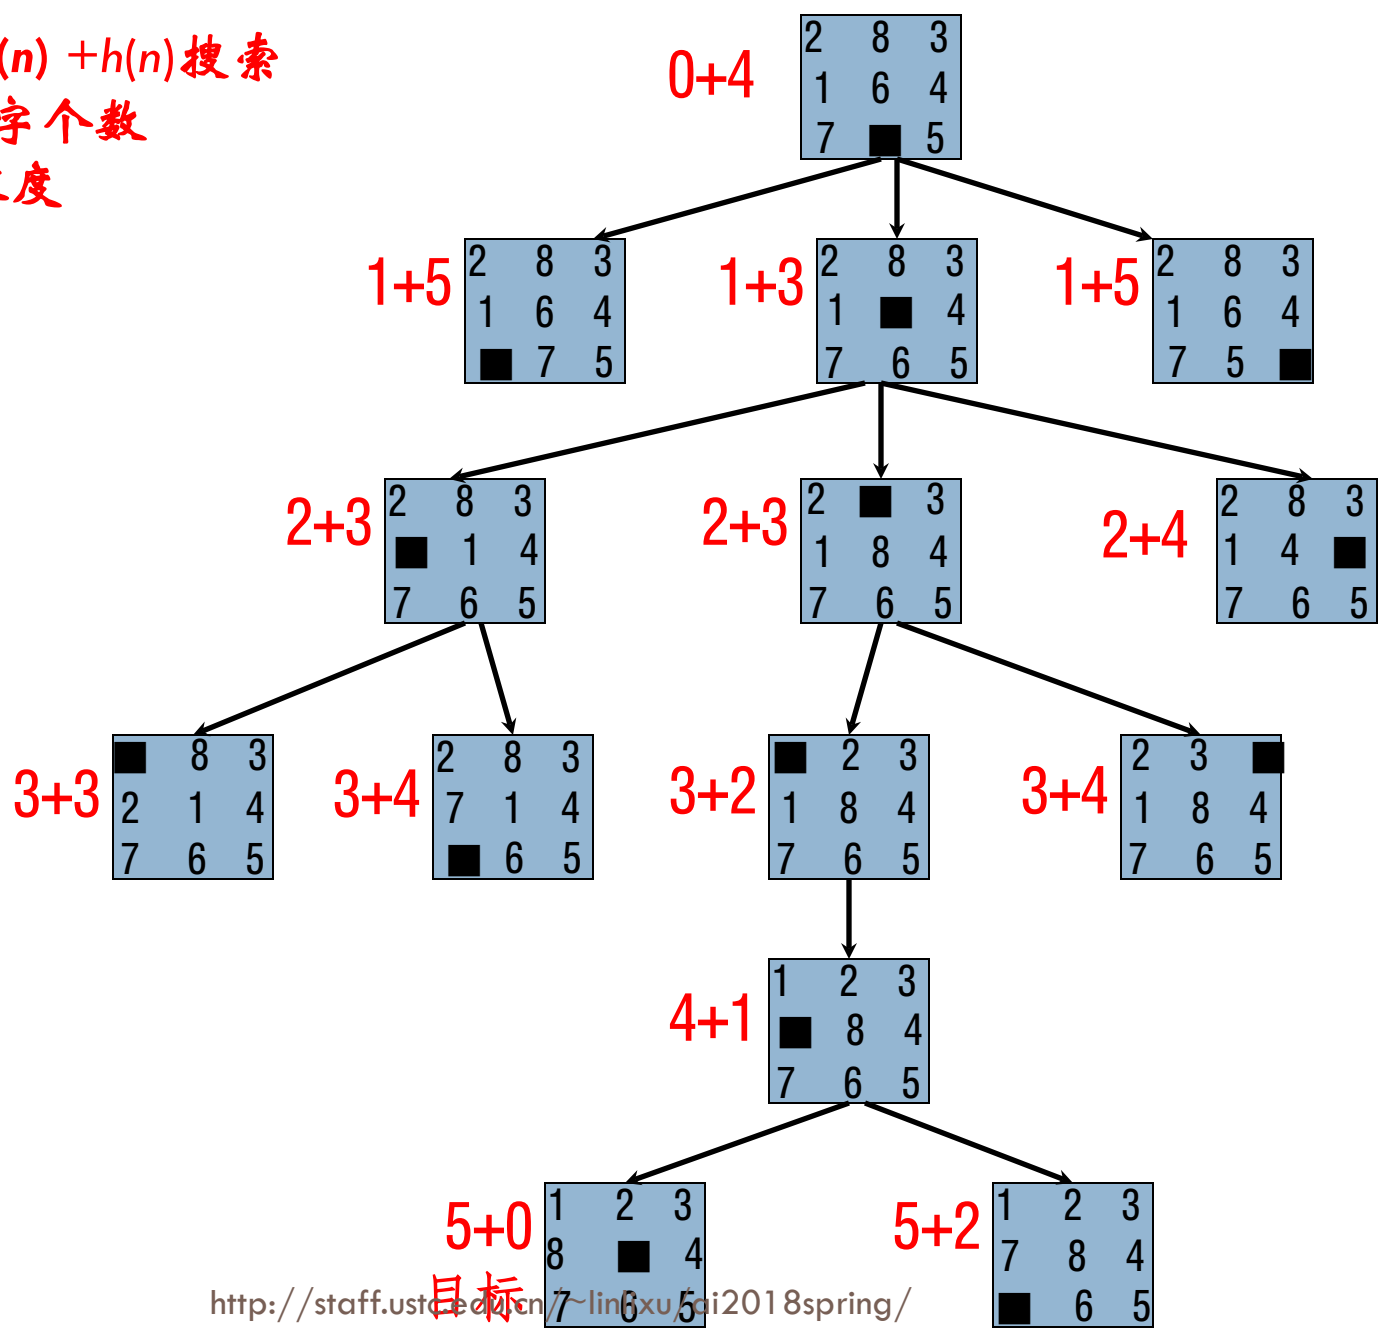 (n) +h(n)搜索
字个数
度
0+4
2 8 3
1 6 4
7 ■ 5
1+5
2 8 3
1 6 4
■ 7 5
1+3
2 8 3
1 ■ 4
7 6 5
1+5
2 8 3
1 6 4
7 5 ■
2+3
2 8 3
■ 1 4
7 6 5
2+3
2 ■ 3
1 8 4
7 6 5
2+4
2 8 3
1 4 ■
7 6 5
3+3
■ 8 3
2 1 4
7 6 5
3+4
2 8 3
7 1 4
■ 6 5
3+2
■ 2 3
1 8 4
7 6 5
3+4
2 3 ■
1 8 4
7 6 5
4+1
1 2 3
■ 8 4
7 6 5
5+0
目标
1 2 3
8 ■ 4
7 6 5
5+2
1 2 3
7 8 4
■ 6 5
http://staff.ustc.edu.cn/~linlixu/ai2018spring/